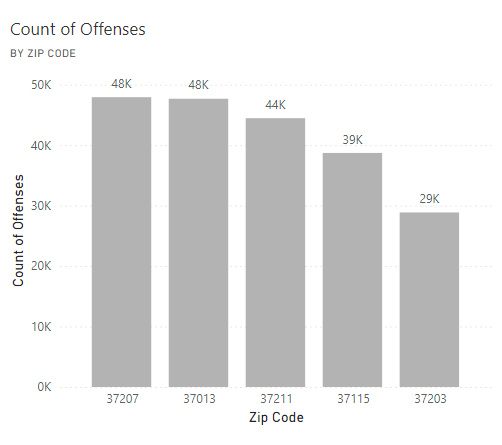 Count of Offenses
BY ZIP CODE
Count of Offenses
50K
40K
30K
20K
10K
0K
48K
48K
44K
39K
29K
37207
37013
37211
37115
37203
Zip Code